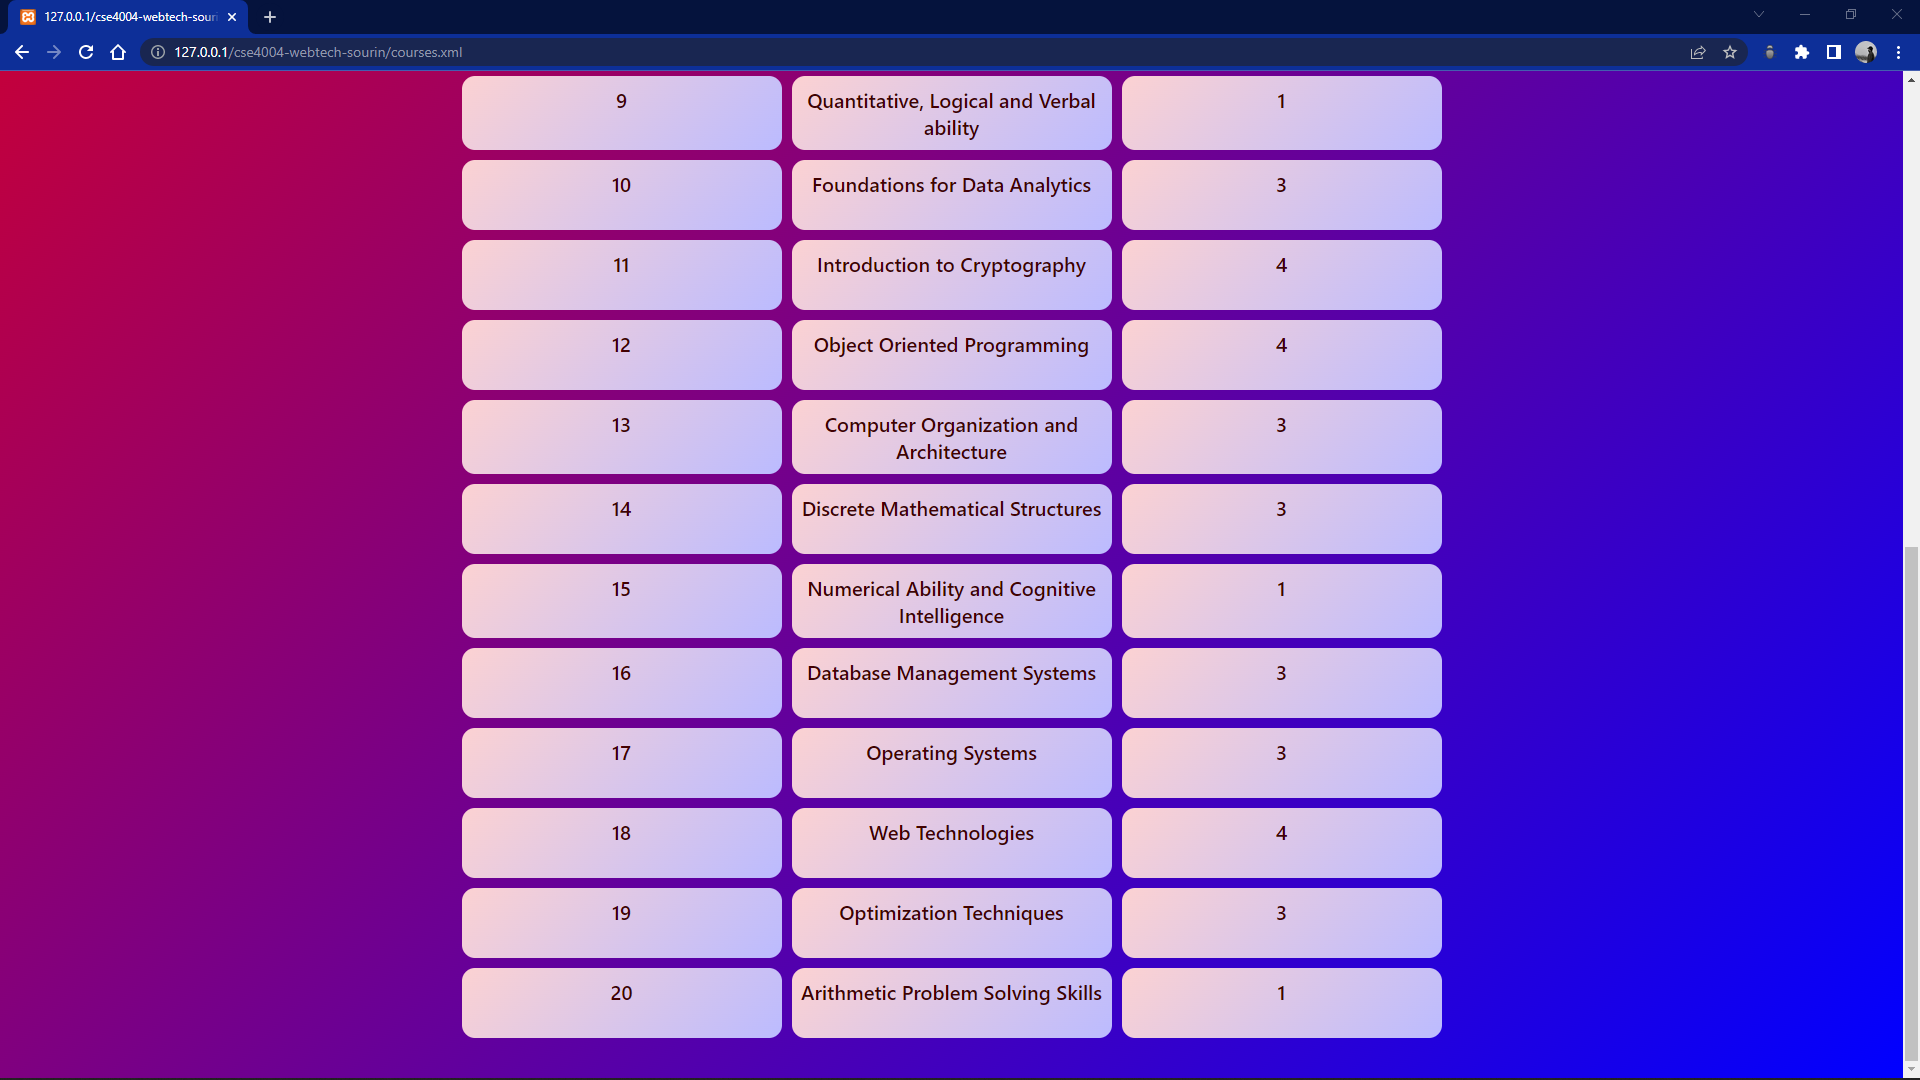 127.0.0.1/cse4004-webtech-sourin
127.0.0.1/cse4004-webtech-sourin/courses.xml
9 Quantitative, Logical and Verbal 1
ability
10 Foundations for Data Analytics 3
11 Introduction to Cryptography 4
12 Object Oriented Programming 4
13 Computer Organization and 3
Architecture
14 Discrete Mathematical Structures 3
15 Numerical Ability and Cognitive 1
Intelligence
16 Database Management Systems 3
17 Operating Systems 3
18 Web Technologies 4
19 Optimization Techniques 3
20 Arithmetic Problem Solving Skills 1